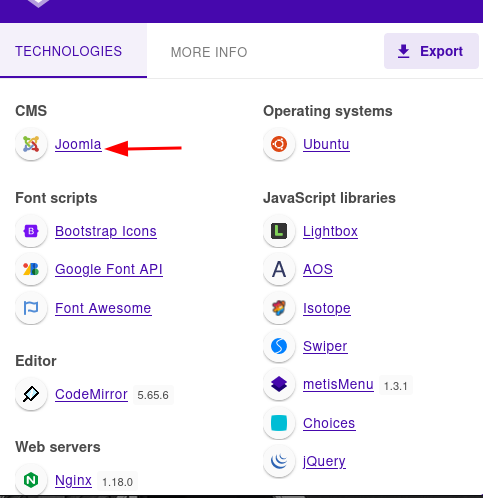 TECHNOLOGIES
MORE INFO
Export
CMS
Joomla
Font scripts
Bootstrap Icons
Google Font API
Font Awesome
Editor
CodeMirror 5.65.6
Web servers
Nginx 1.18.0
Operating systems
Ubuntu
JavaScript libraries
Lightbox
AOS
Isotope
Swiper
metisMenu 1.3.1
Choices
jQuery